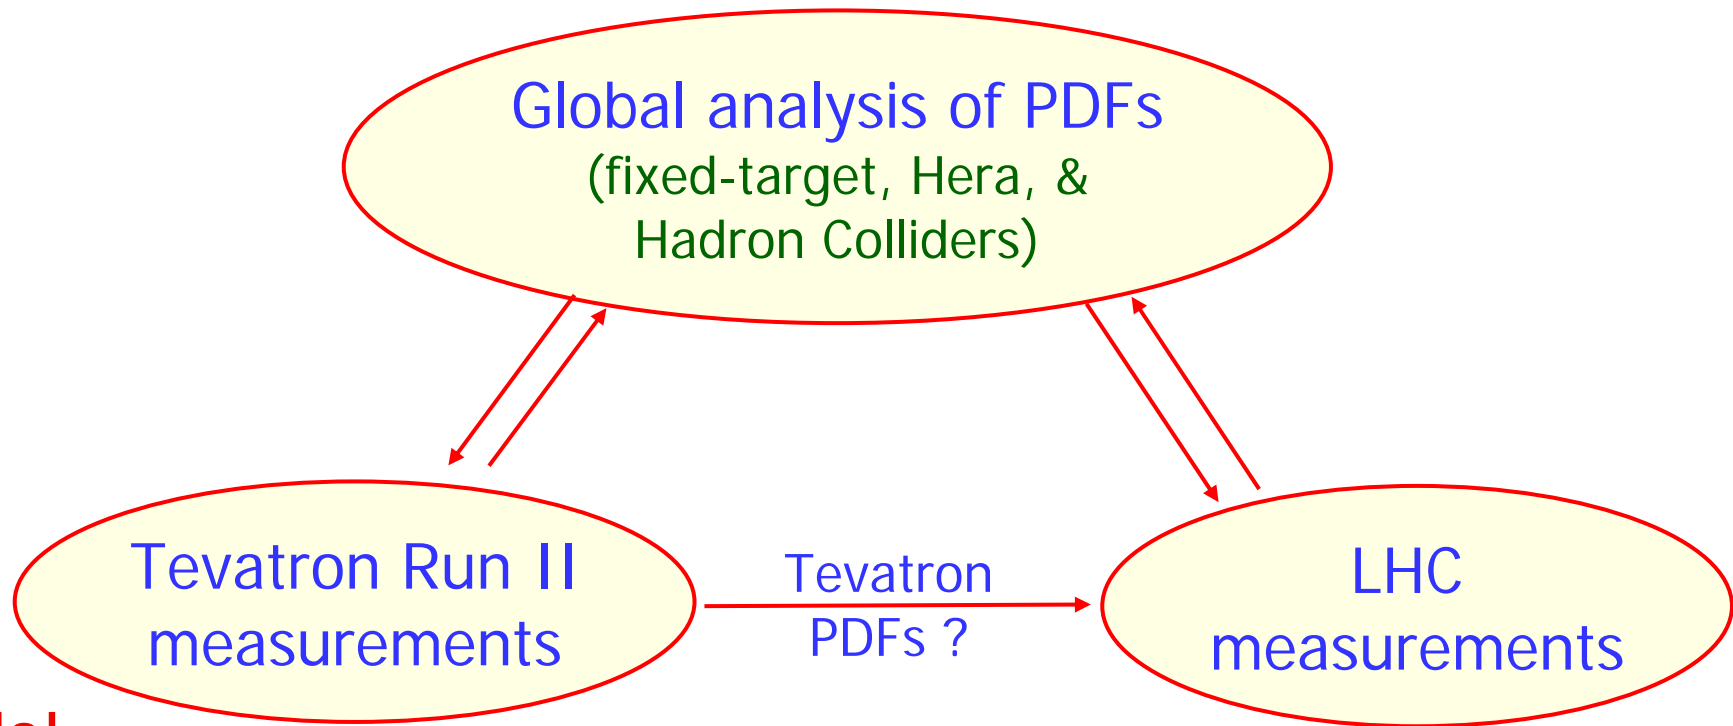 Global analysis of PDFs
(fixed-target, Hera, &
Hadron Colliders)
Tevatron Run II
measurements
Tevatron
PDFs ?
LHC
measurements